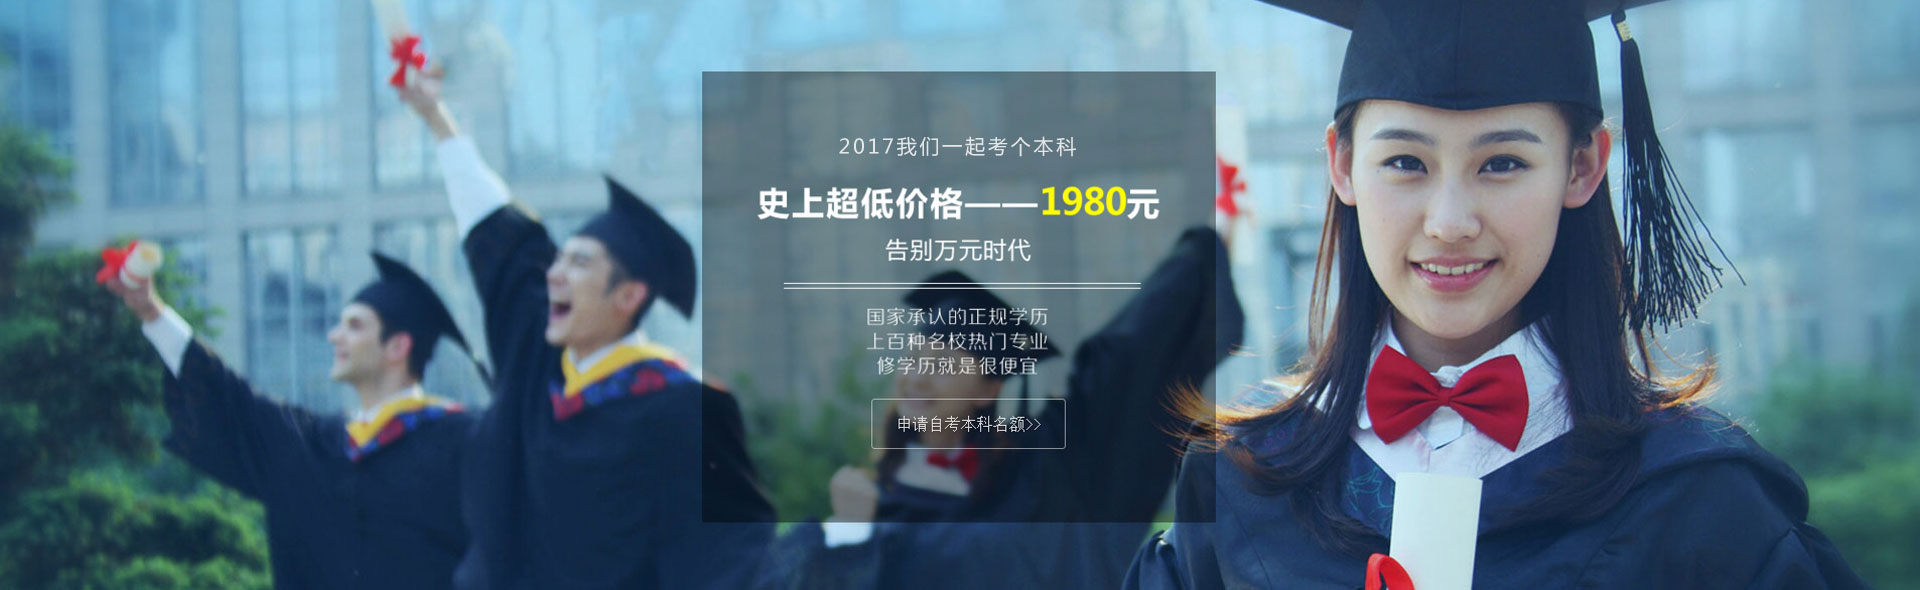 2017我们一起考个本科
史上超低价格——1980元
告别万元时代
国家承认的正规学历
上百种名校热门专业
修学历就是很便宜
申请自考本科名额>>